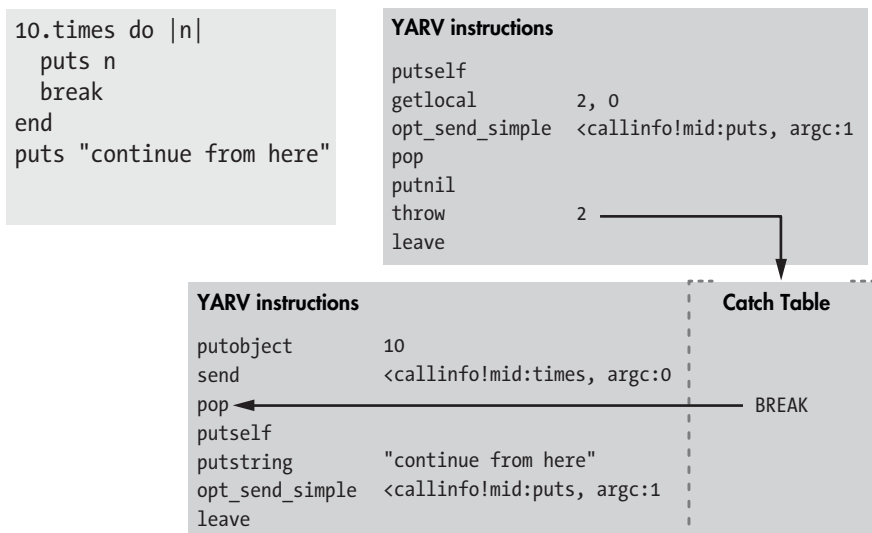 10.times do |n|
  puts n
  break
end
puts "continue from here"
YARV instructions
putself
getlocal 2, 0
opt_send_simple <callinfo!mid:puts, argc:1
pop
putnil
throw 2
leave
YARV instructions
Catch Table
putobject 10
send <callinfo!mid:times, argc:0
pop BREAK
putself
putstring "continue from here"
opt_send_simple <callinfo!mid:puts, argc:1
leave